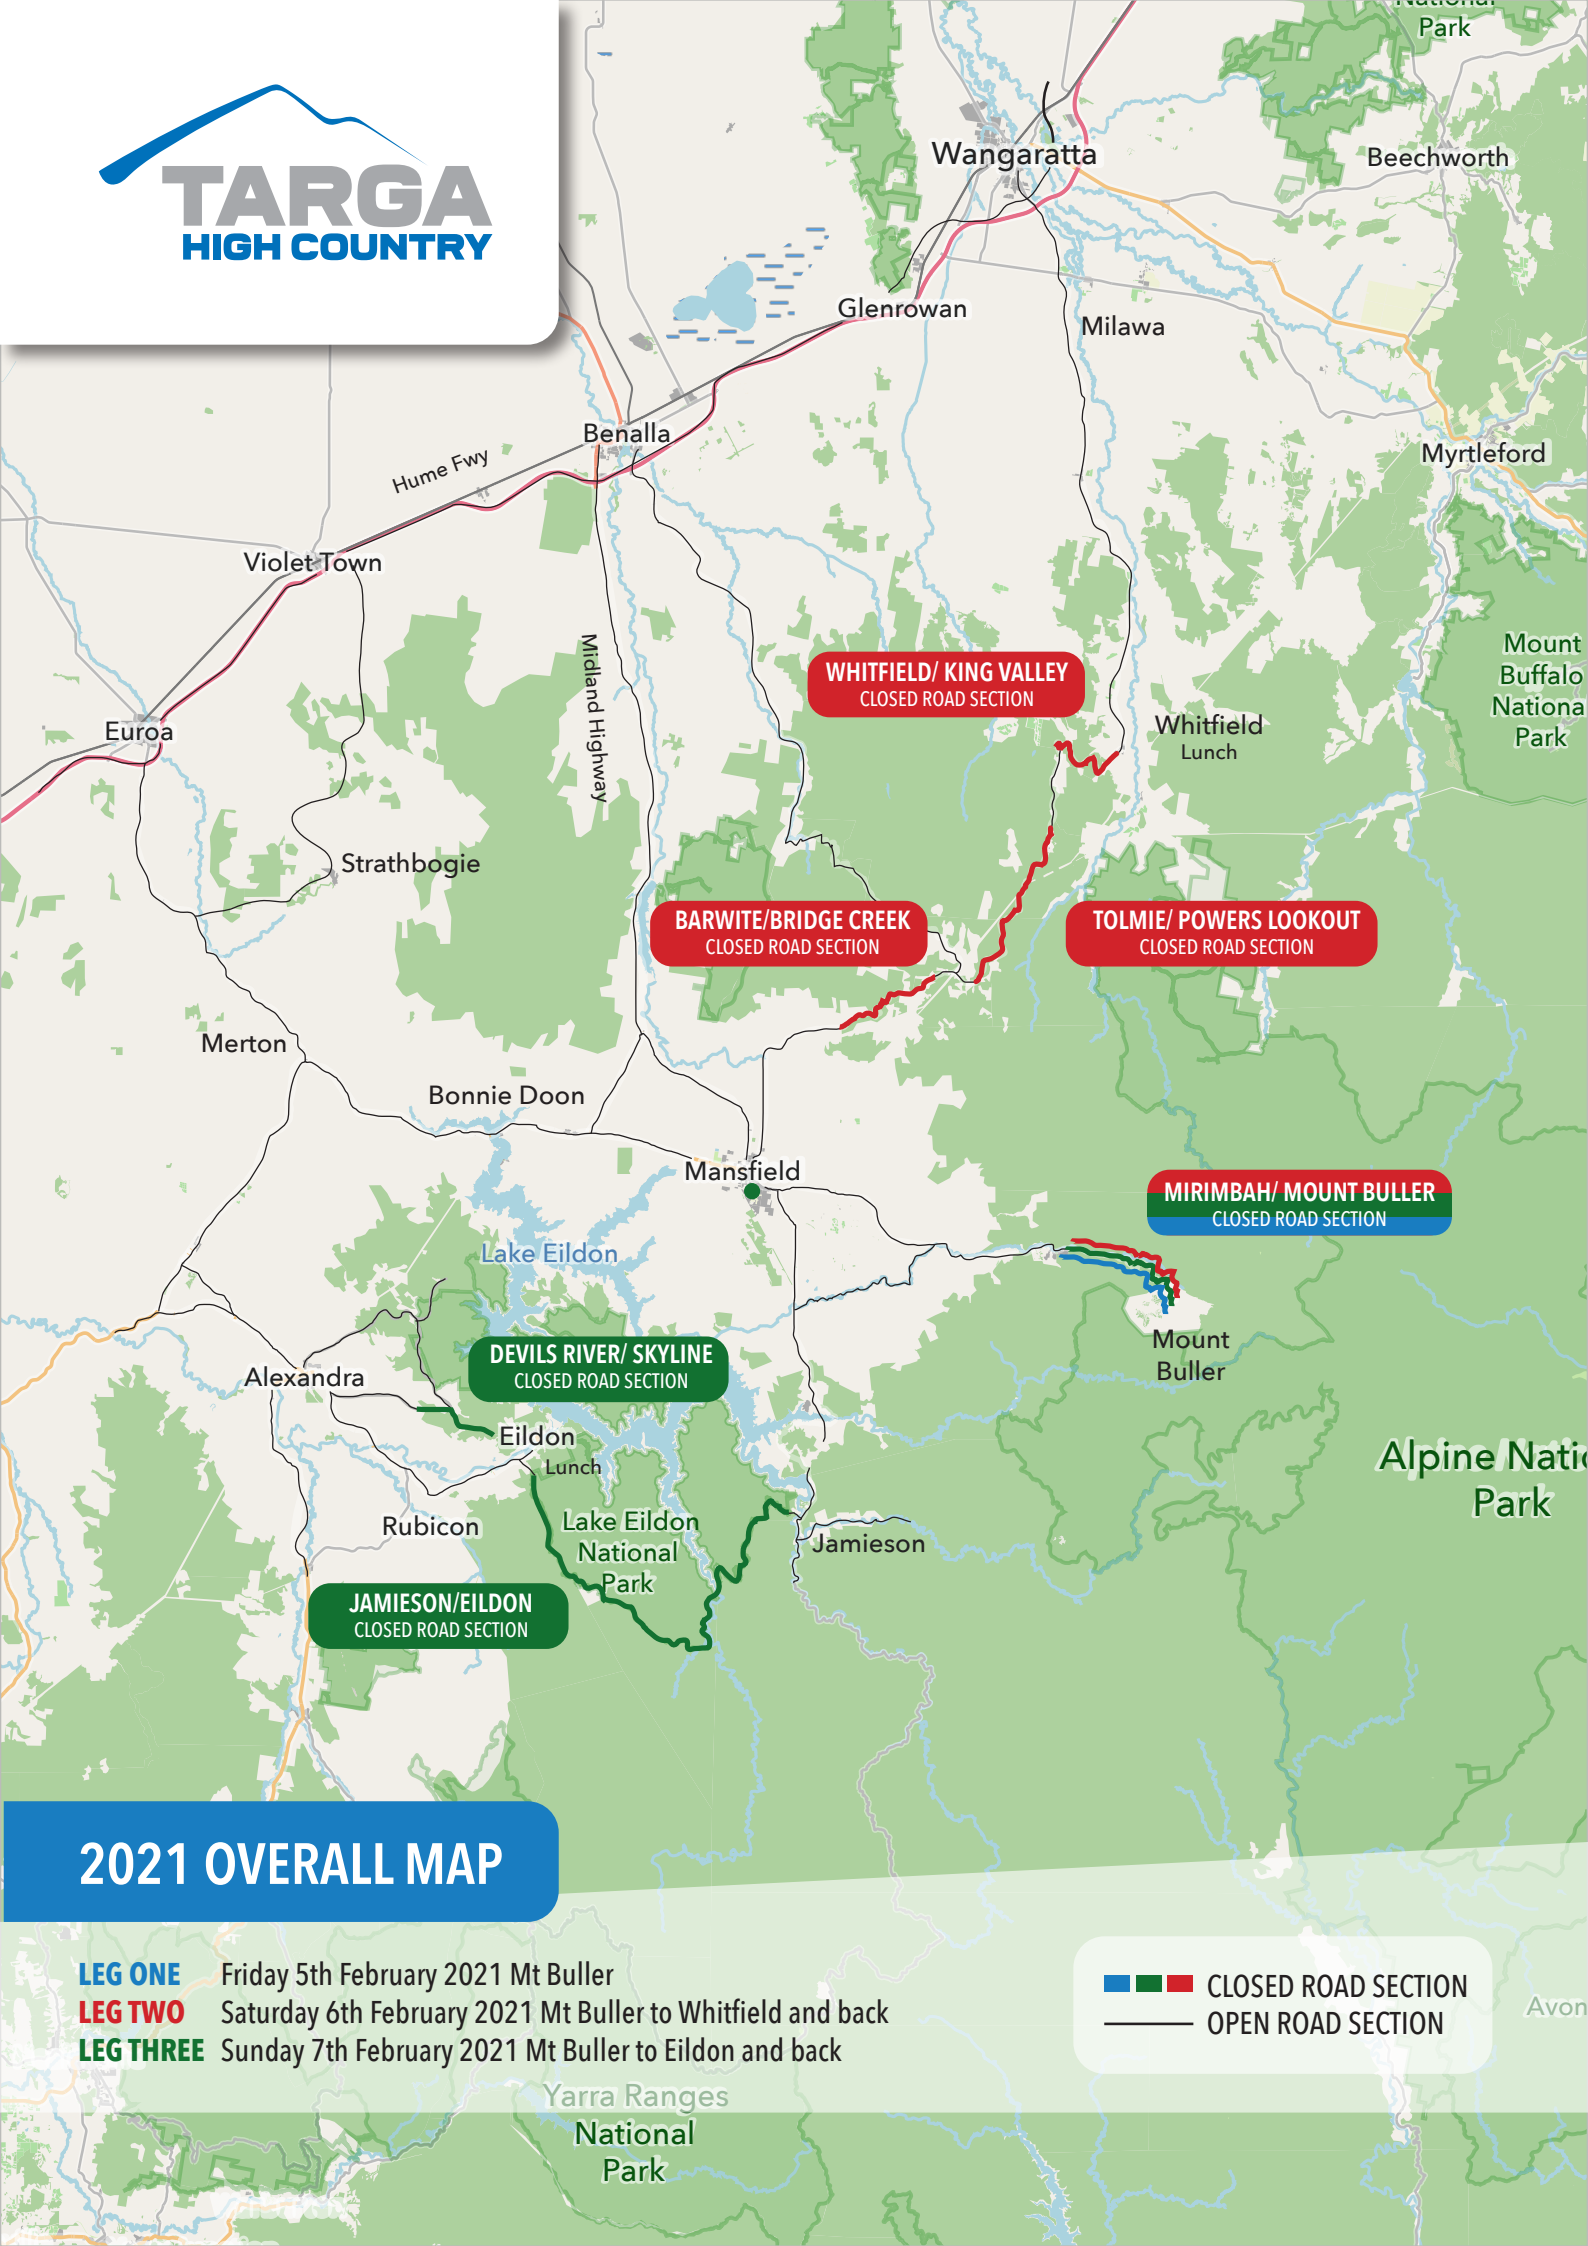 TARGA
HIGH COUNTRY
National
Park
Wangaratta
Beechworth
Glenrowan
Milawa
Benalla
Hume Fwy
Myrtleford
Violet Town
Midland Highway
Mount
Buffalo
Nationa
Park
WHITFIELD/ KING VALLEY
CLOSED ROAD SECTION
Whitfield
Lunch
Euroa
Strathbogie
BARWITE/BRIDGE CREEK
CLOSED ROAD SECTION
TOLMIE/ POWERS LOOKOUT
CLOSED ROAD SECTION
Merton
Bonnie Doon
Mansfield
MIRIMBAH/ MOUNT BULLER
CLOSED ROAD SECTION
Lake Eildon
Mount
Buller
DEVILS RIVER/ SKYLINE
CLOSED ROAD SECTION
Alexandra
Eildon
Lunch
Alpine Natio
Park
Rubicon
Lake Eildon
National
Park
Jamieson
JAMIESON/EILDON
CLOSED ROAD SECTION
2021 OVERALL MAP
LEG ONE Friday 5th February 2021 Mt Buller
LEG TWO Saturday 6th February 2021 Mt Buller to Whitfield and back
LEG THREE Sunday 7th February 2021 Mt Buller to Eildon and back
CLOSED ROAD SECTION
OPEN ROAD SECTION
Avon
Yarra Ranges
National
Park